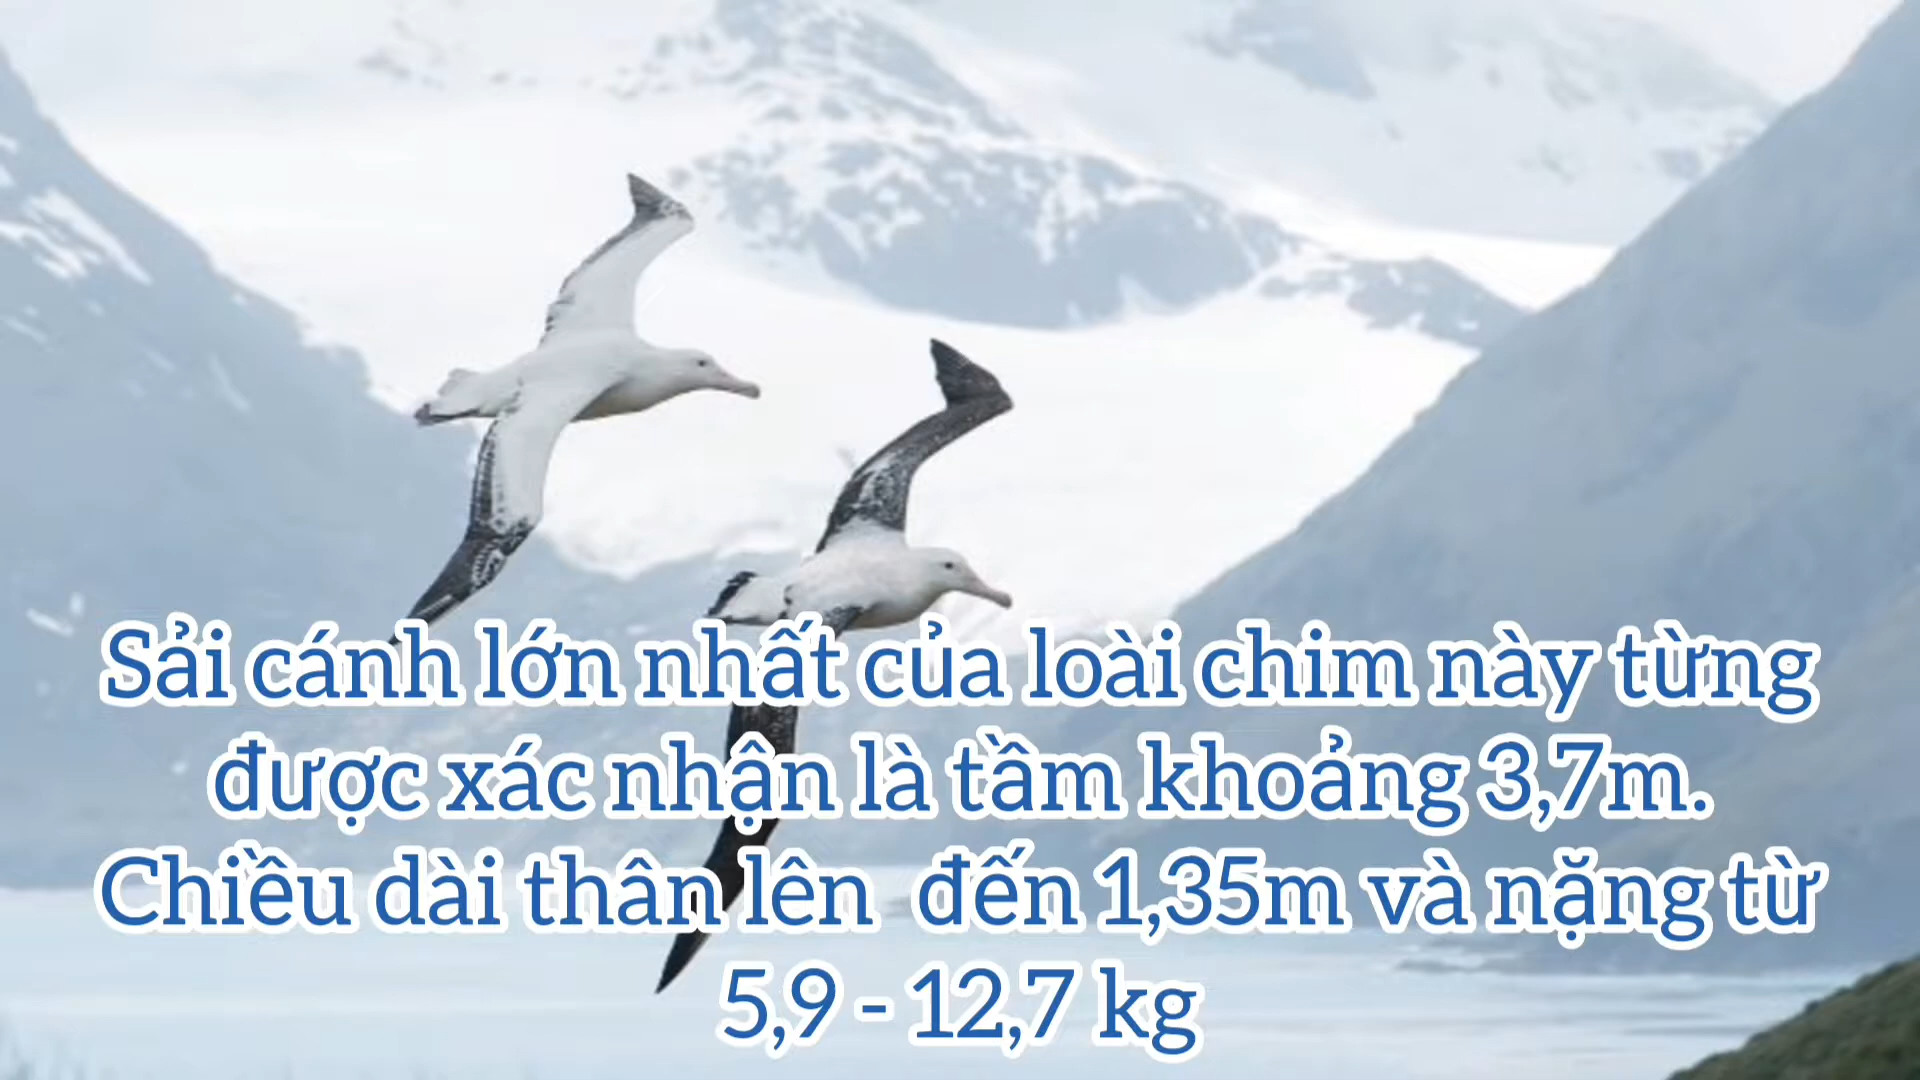 Sải cánh lớn nhất của loài chim này từng
được xác nhận là tầm khoảng 3,7m.
Chiều dài thân lên đến 1,35m và nặng từ
5,9 - 12,7 kg